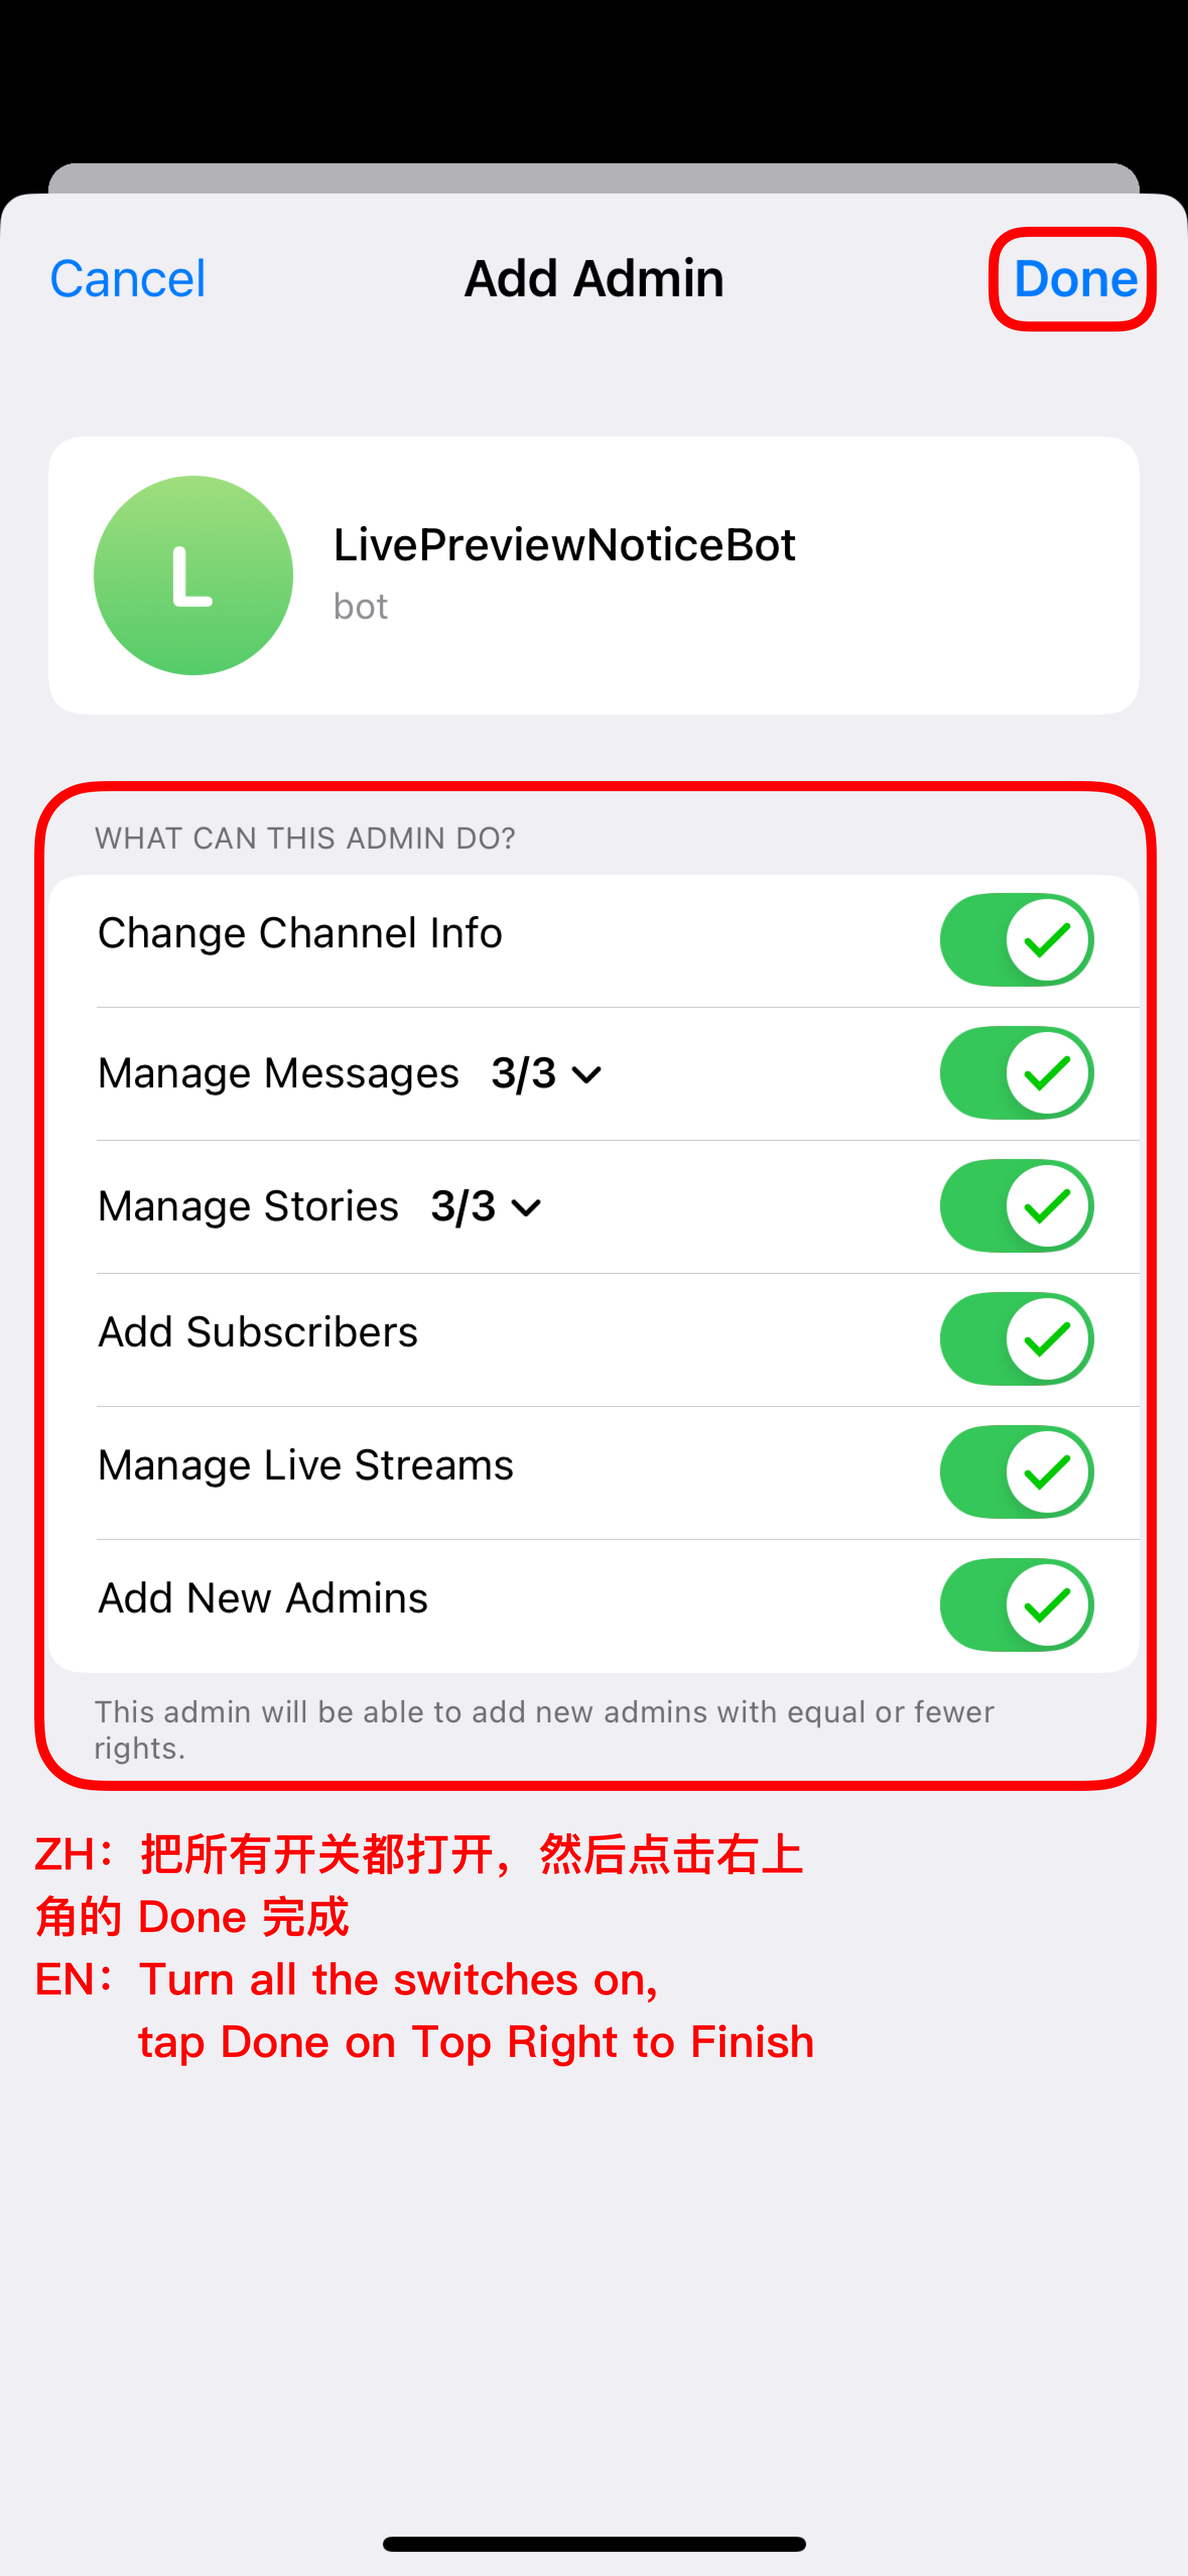 Cancel Add Admin Done
L
LivePreviewNoticeBot
bot
WHAT CAN THIS ADMIN DO?
Change Channel Info
Manage Messages 3/3
Manage Stories 3/3
Add Subscribers
Manage Live Streams
Add New Admins
This admin will be able to add new admins with equal or fewer
rights.
ZH：把所有开关都打开，然后点击右上
角的 Done 完成
EN：Turn all the switches on,
tap Done on Top Right to Finish